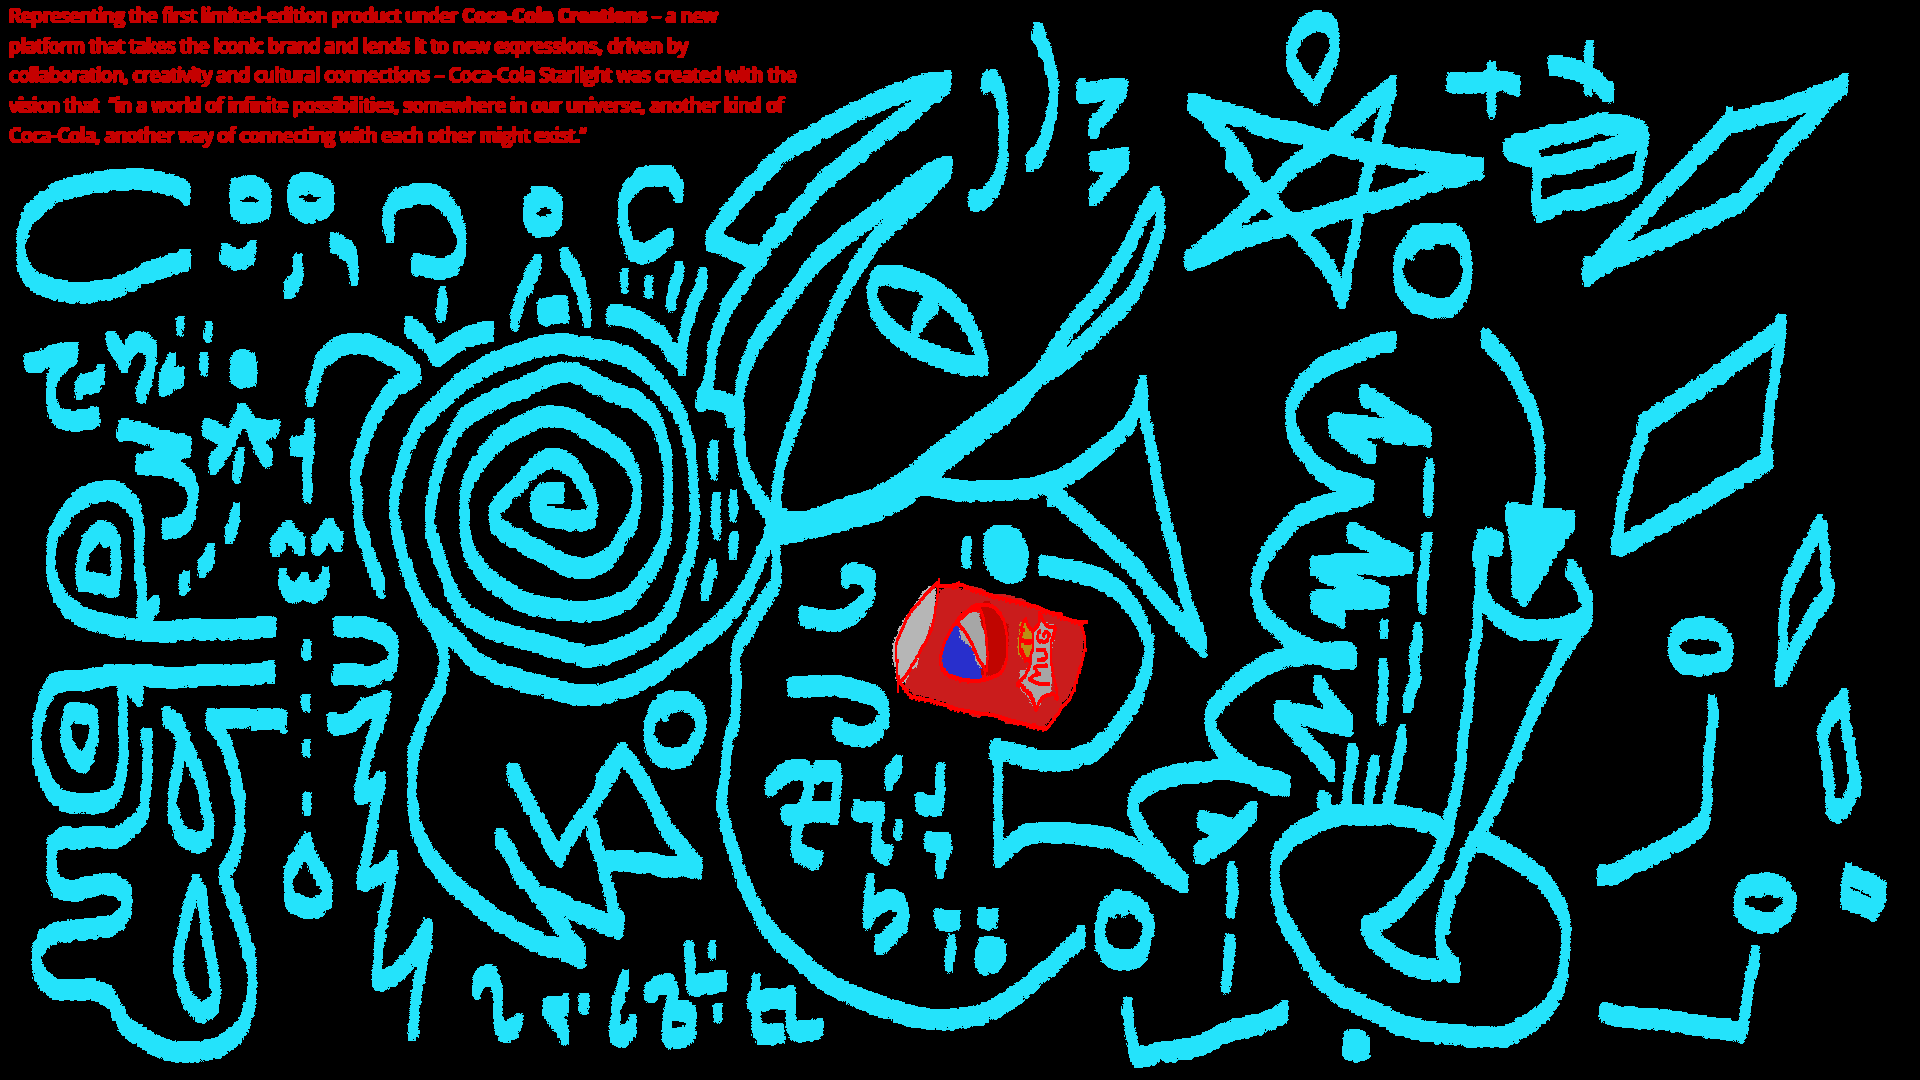 Representing the first limited-edition product under Coca-Cola Creations – a new
platform that takes the iconic brand and lends it to new expressions, driven by
collaboration, creativity and cultural connections – Coca-Cola Starlight was created with the
vision that “in a world of infinite possibilities, somewhere in our universe, another kind of
Coca-Cola, another way of connecting with each other might exist.”
MUG